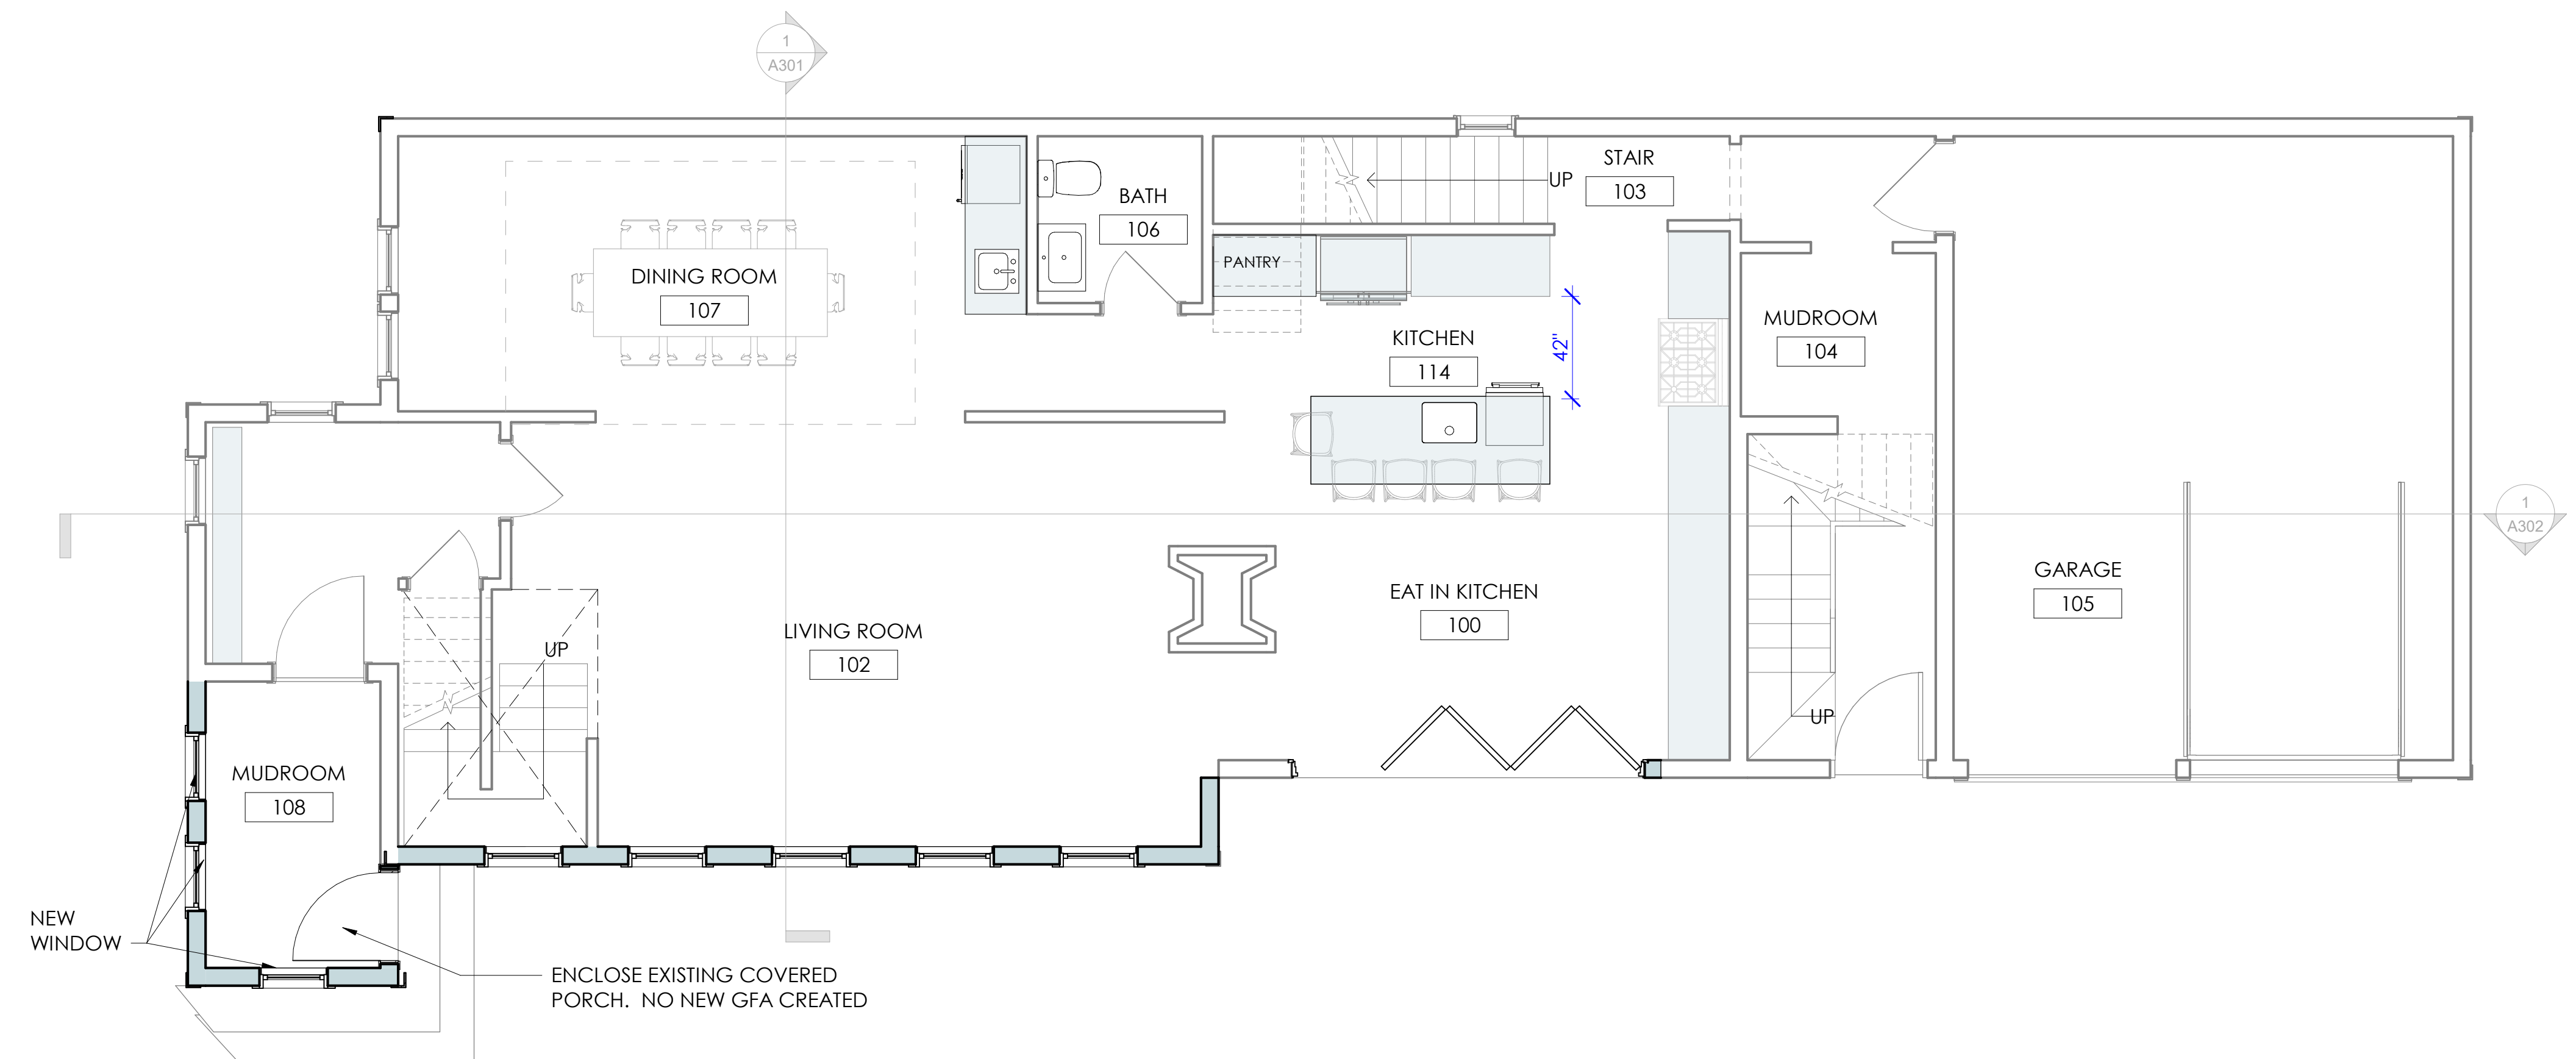 1
A301
STAIR
103
UP
BATH
106
PANTRY
DINING ROOM
107
KITCHEN
114
42"
MUDROOM
104
1
A302
GARAGE
105
EAT IN KITCHEN
100
LIVING ROOM
102
UP
UP
MUDROOM
108
NEW
WINDOW
ENCLOSE EXISTING COVERED
PORCH.  NO NEW GFA CREATED